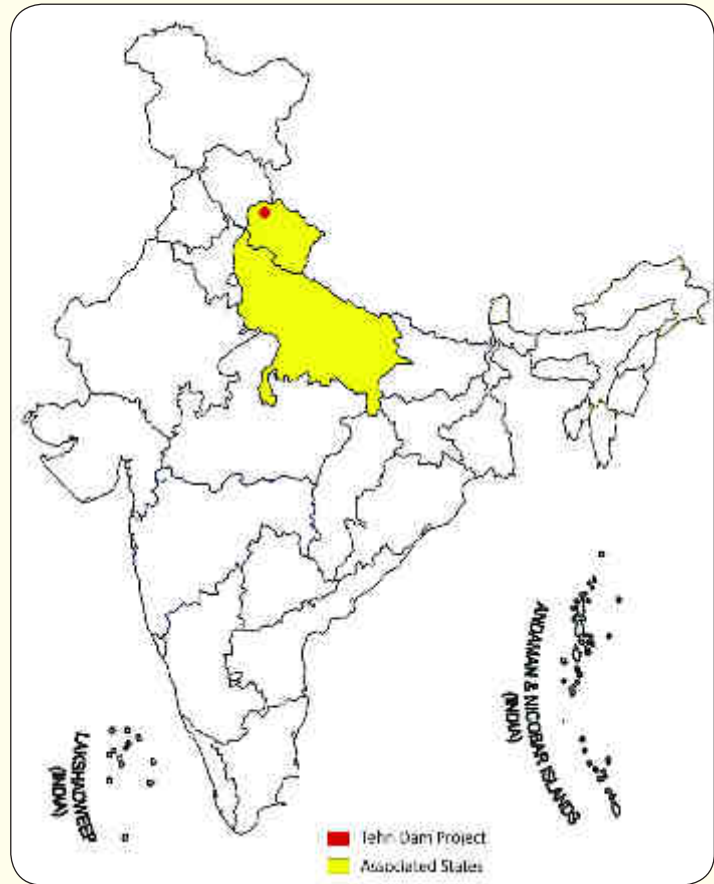 ANDAMAN & NICOBAR ISLANDS
(INDIA)
LAKSHADWEEP
(INDIA)
Tehri Dam Project
Associated States